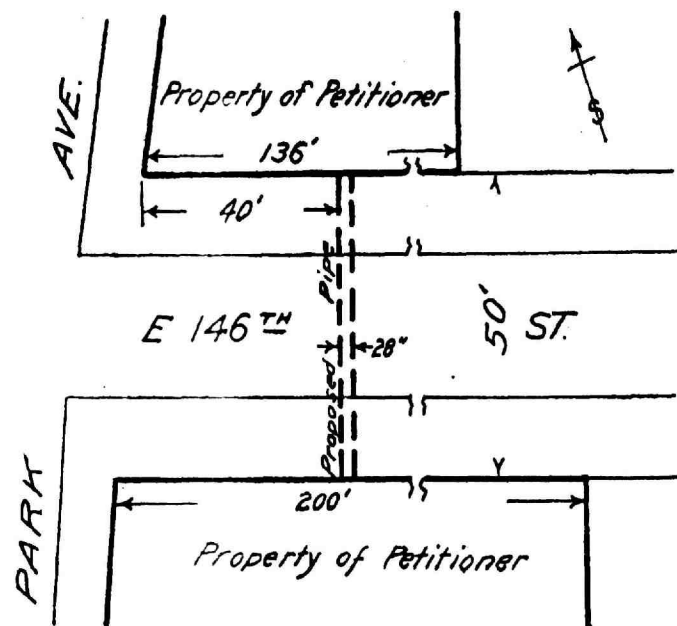 Property of Petitioner
136'
AVE.
40'
Pipe
E 146TH
28"
50'
ST.
Proposed
200'
PARK
Property of Petitioner